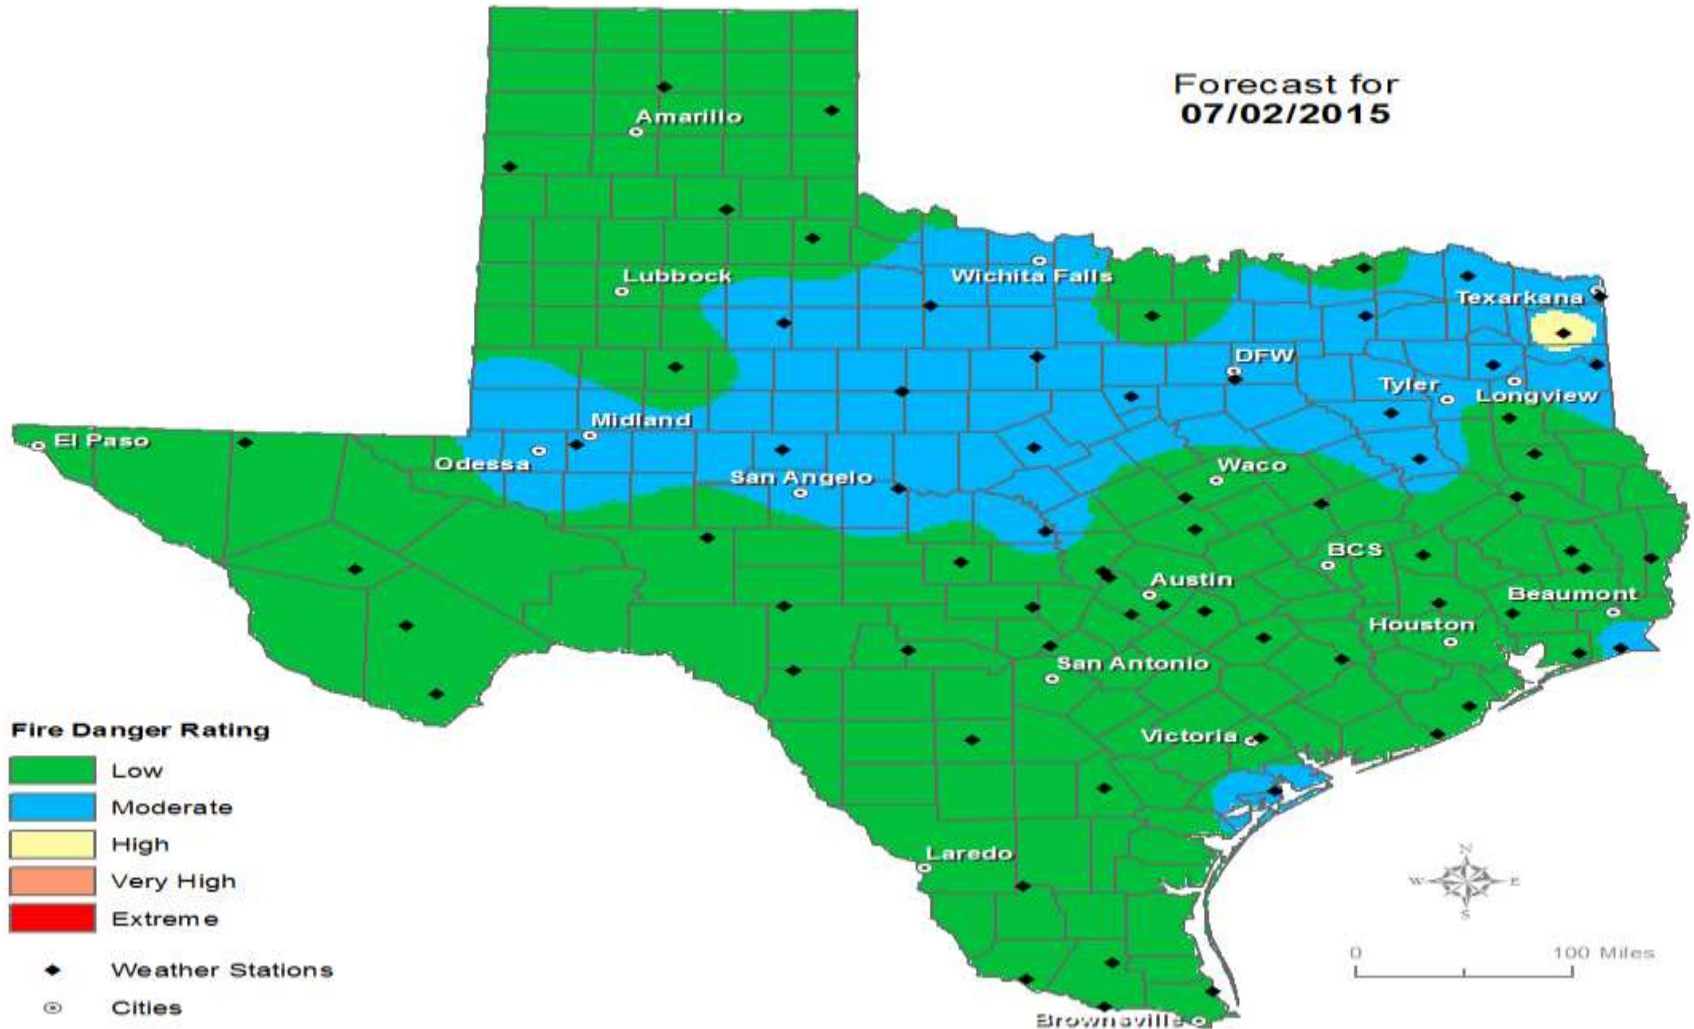 Forecast for
07/02/2015
Amarillo
Lubbock
Wichita Falls
Texarkana
DFW
Tyler
Longview
El Paso
Midland
Odessa
San Angelo
Waco
BCS
Austin
Beaumont
Houston
San Antonio
Victoria
Laredo
Brownsville
Fire Danger Rating
Low
Moderate
High
Very High
Extreme
Weather Stations
Cities
N
W
E
S
0
100 Miles